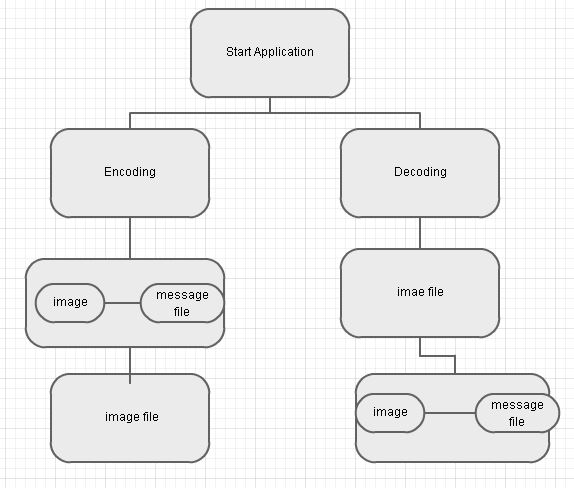 Start Application
Encoding
Decoding
image
message
file
imae file
image file
image
message
file